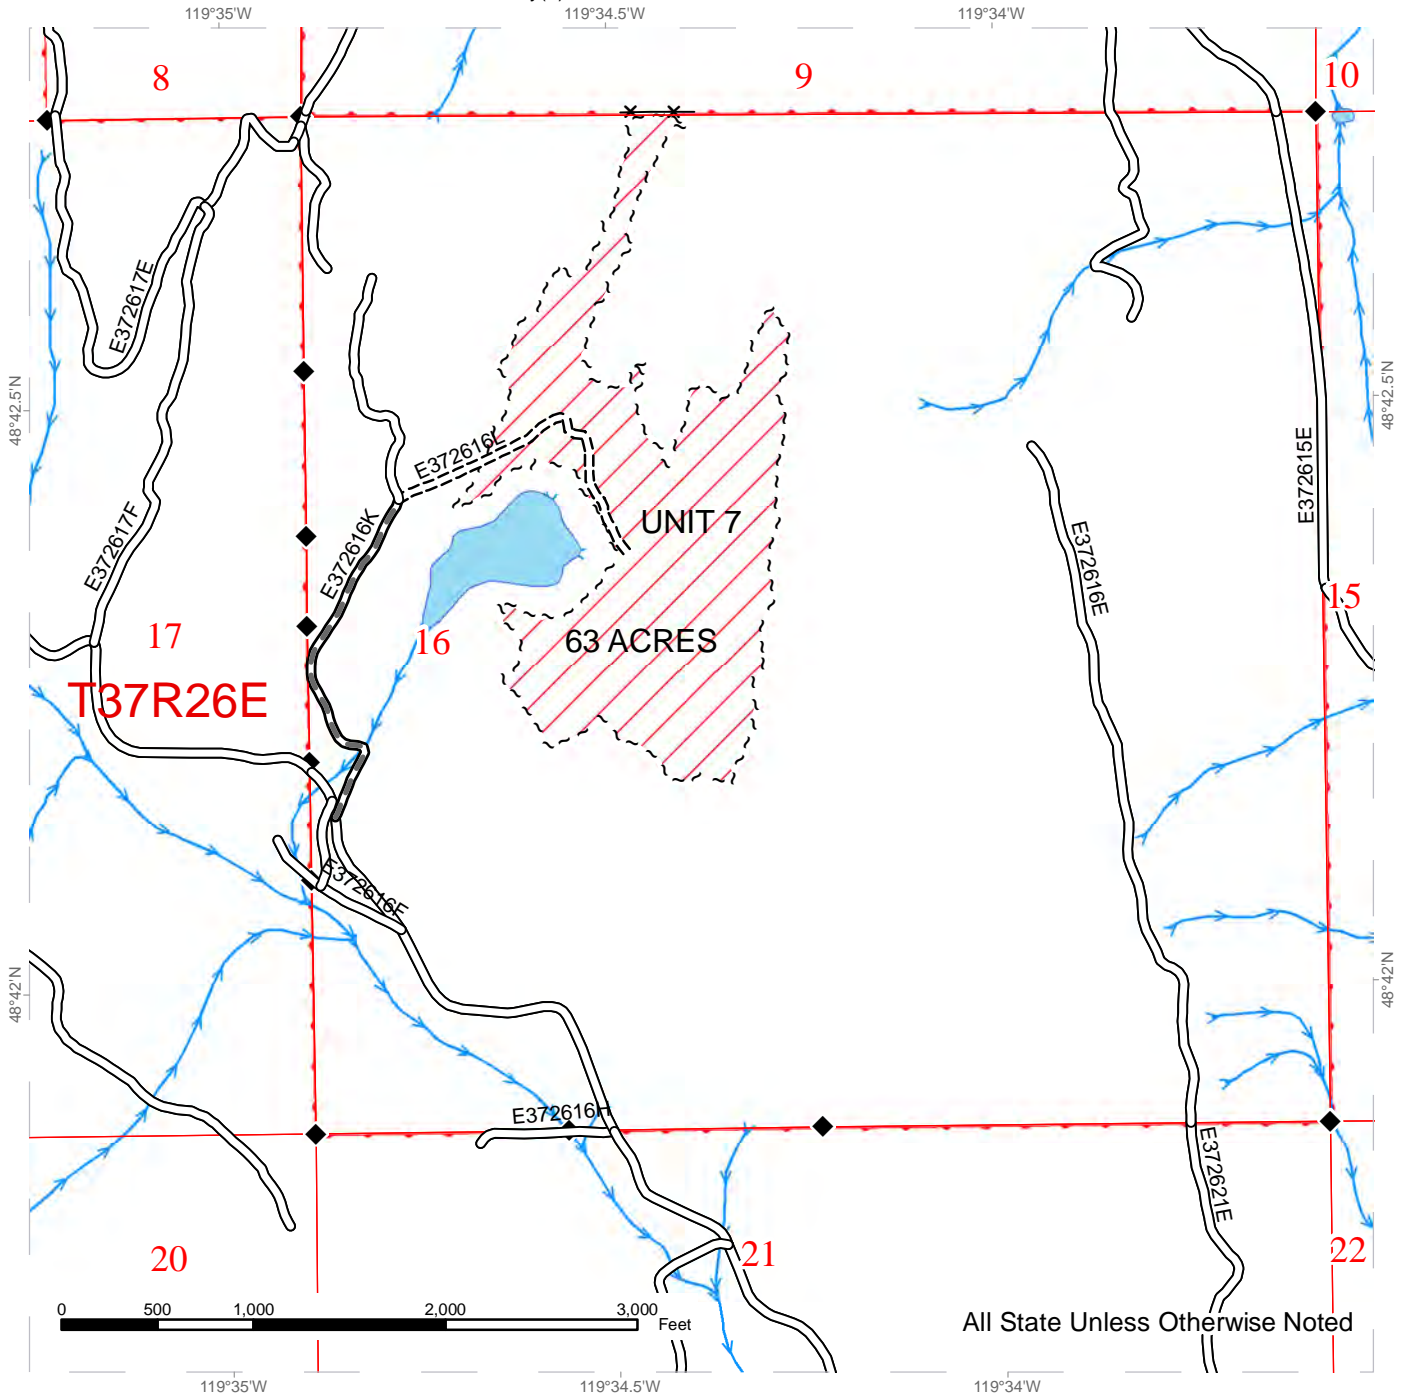 119°35'W
119°34.5'W
119°34'W
8
9
10
E372617E
48°42.5'N
48°42.5'N
E372616L
E372615E
E372617F
E372616K
UNIT 7
E372616E
15
17
16
63 ACRES
T37R26E
E372616F
48°42'N
48°42'N
E372616H
E372621E
20
21
22
0
500
1,000
2,000
3,000
Feet
All State Unless Otherwise Noted
119°35'W
119°34.5'W
119°34'W